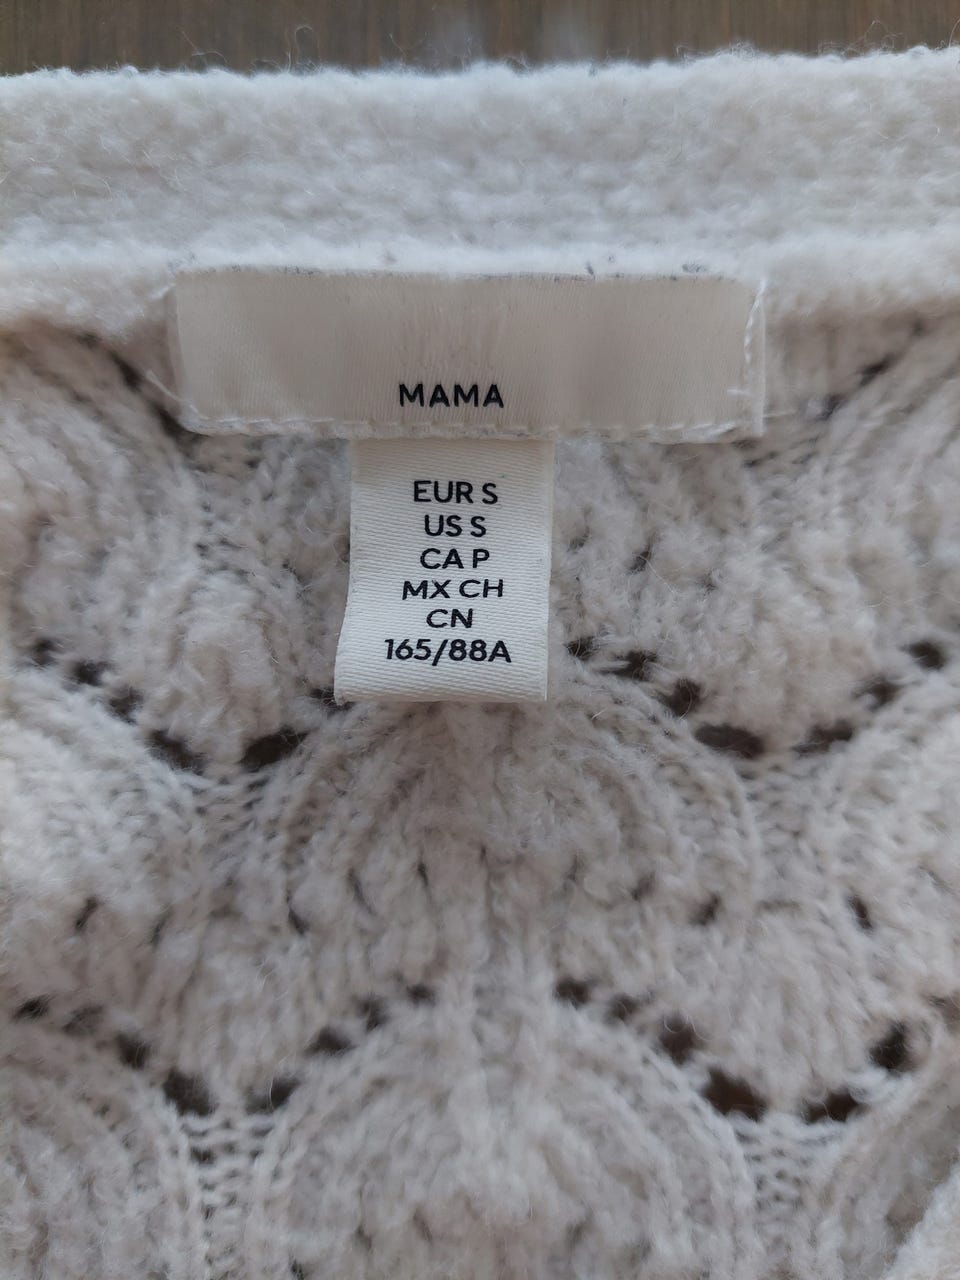 MAMA
EUR S
US S
CA P
MX CH
CN
165/88A